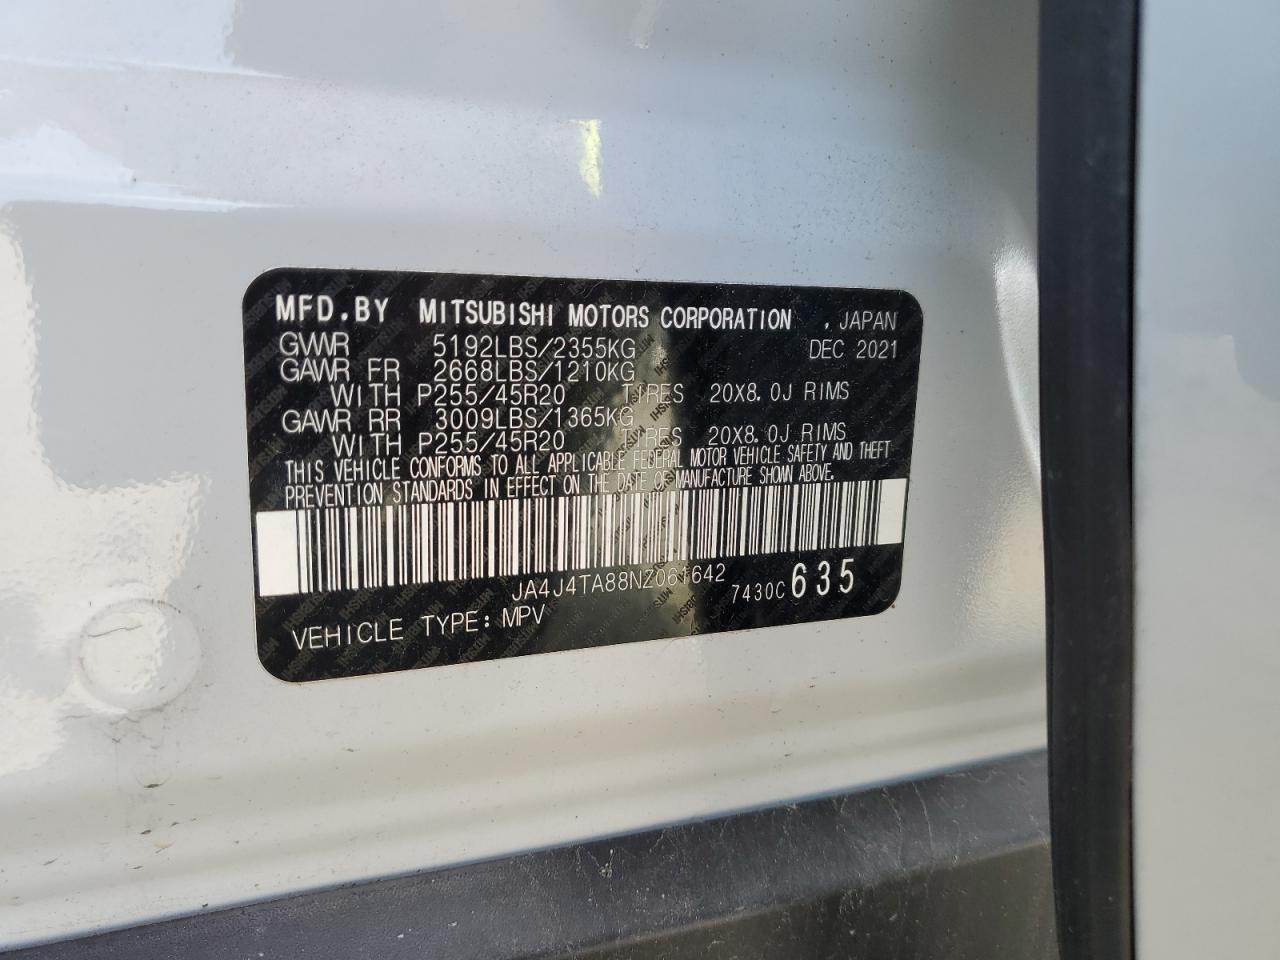 MFD.BY MITSUBISHI MOTORS CORPORATION , JAPAN
GVWR 5192LBS/2355KG DEC 2021
GAWR FR 2668LBS/1210KG
WITH P255/45R20 TIRES 20X8.0J RIMS
GAWR RR 3009LBS/1365KG
WITH P255/45R20 TIRES 20X8.0J RIMS
THIS VEHICLE CONFORMS TO ALL APPLICABLE FEDERAL MOTOR VEHICLE SAFETY AND THEFT
PREVENTION STANDARDS IN EFFECT ON THE DATE OF MANUFACTURE SHOWN ABOVE.
JA4J4TA88NZ061642 7430C 635
VEHICLE TYPE: MPV